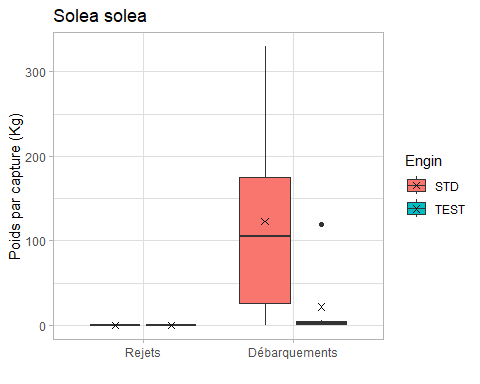 Solea solea
Poids par capture (Kg)
300
200
100
0
Rejets
Débarquements
Engin
STD
TEST